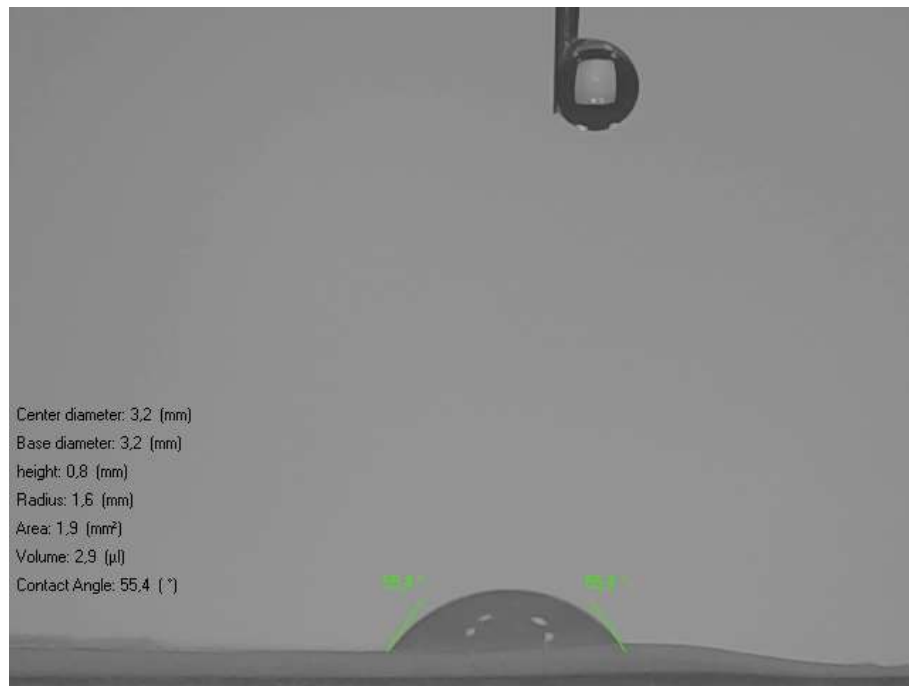 Center diameter: 3,2 (mm)
Base diameter: 3,2 (mm)
height: 0,8 (mm)
Radius: 1,6 (mm)
Area: 1,9 (mm²)
Volume: 2,9 (µl)
Contact Angle: 55,4 (°)